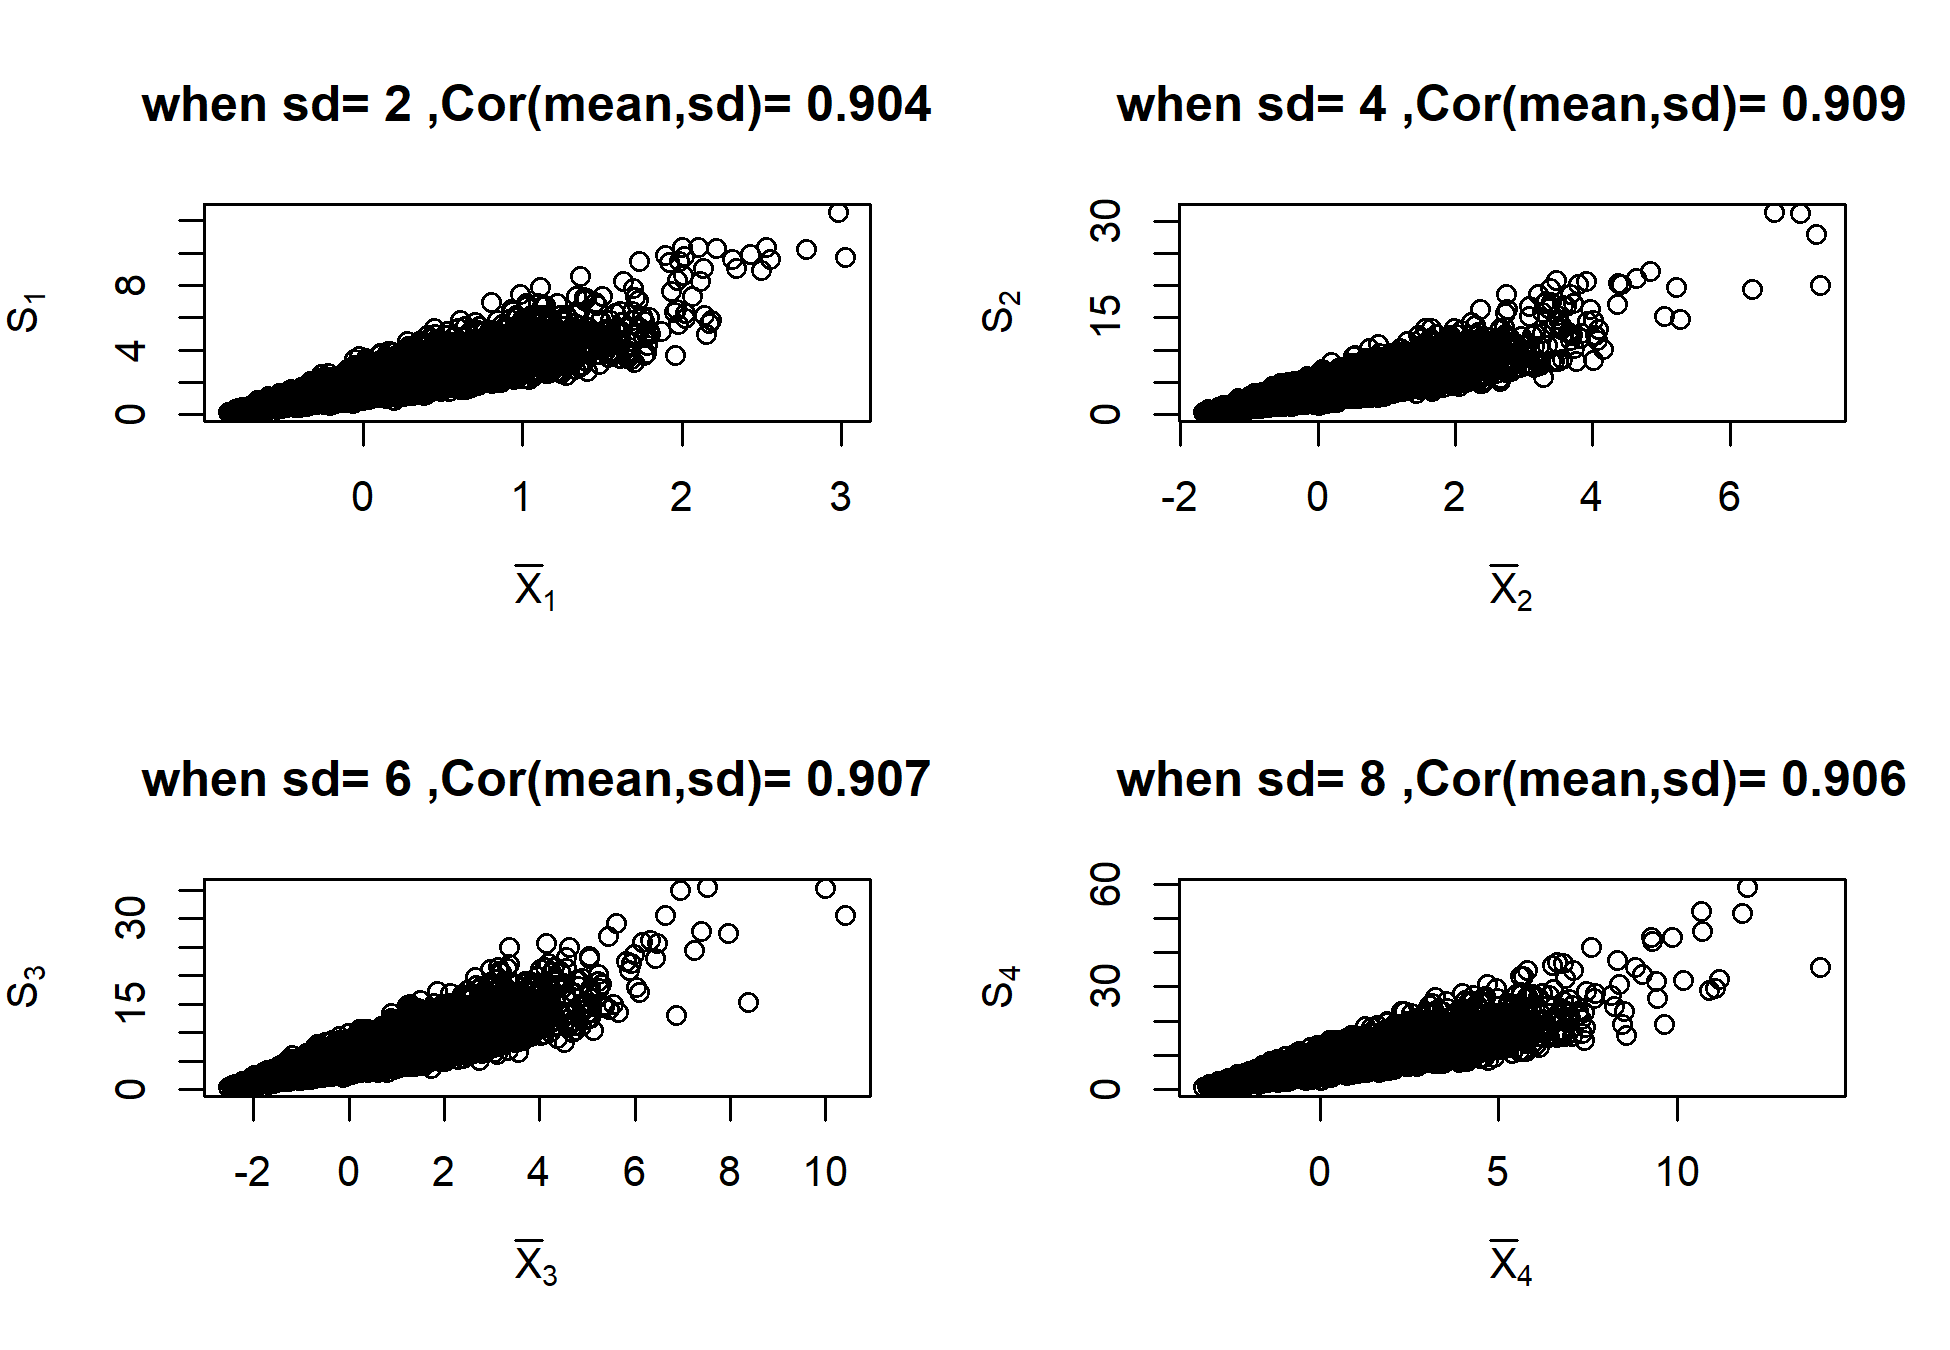 when sd= 2 ,Cor(mean,sd)= 0.904
S1
0 4 8
0 1 2 3
X̅1
when sd= 4 ,Cor(mean,sd)= 0.909
S2
0 15 30
-2 0 2 4 6
X̅2
when sd= 6 ,Cor(mean,sd)= 0.907
S3
0 15 30
-2 0 2 4 6 8 10
X̅3
when sd= 8 ,Cor(mean,sd)= 0.906
S4
0 30 60
0 5 10
X̅4